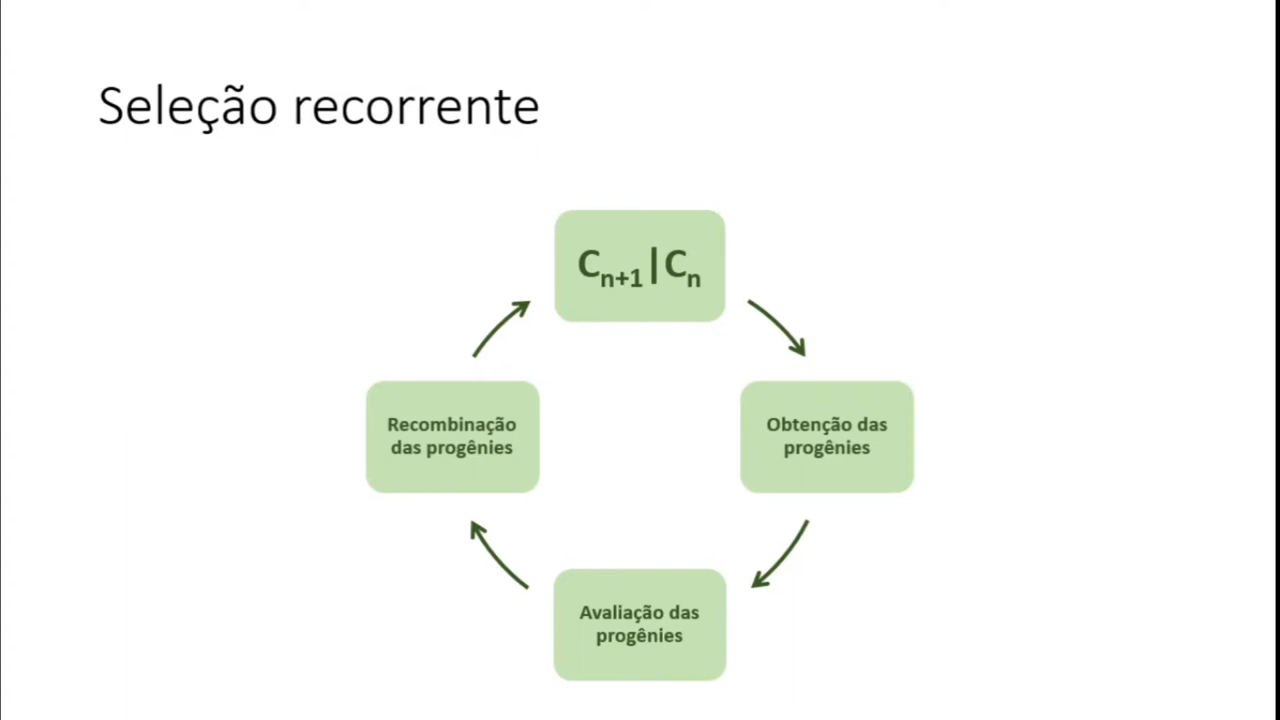 Seleção recorrente
Cn+1|Cn
Obtenção das
progênies
Avaliação das
progênies
Recombinação
das progênies